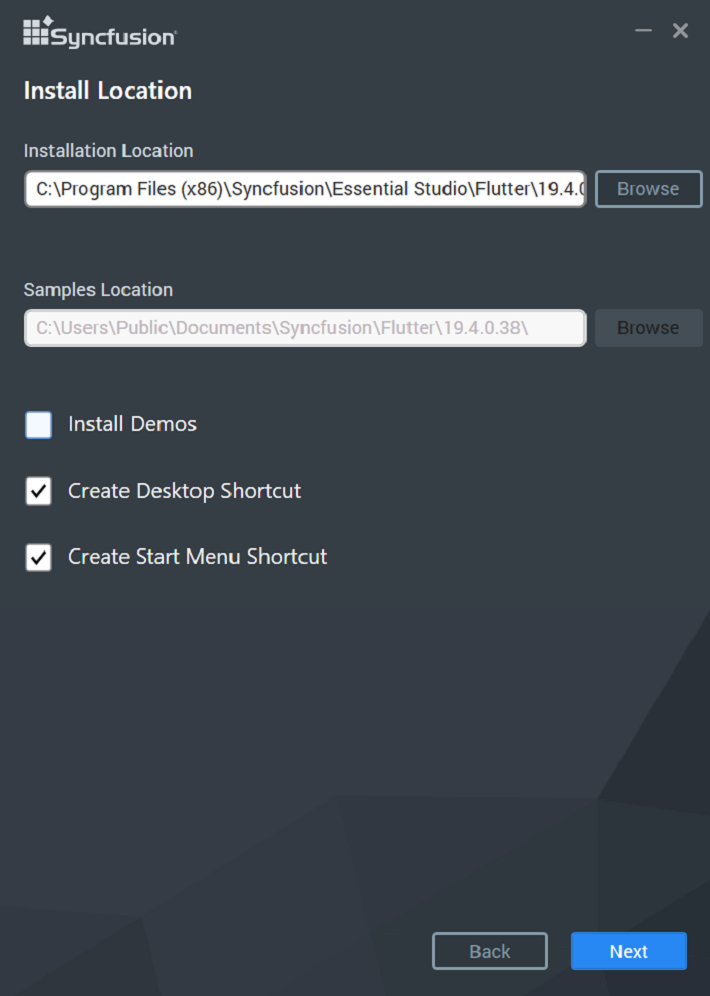 Syncfusion
Install Location
Installation Location
C:\Program Files (x86)\Syncfusion\Essential Studio\Flutter\19.4.0
Browse
Samples Location
C:\Users\Public\Documents\Syncfusion\Flutter\19.4.0.38\
Browse
Install Demos
Create Desktop Shortcut
Create Start Menu Shortcut
Back
Next